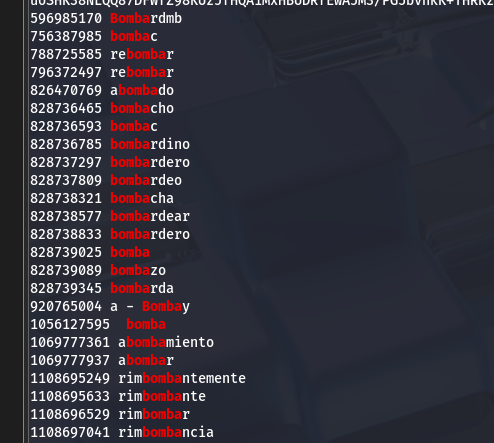 596985170 Bombardmb
756387985 bombac
788725585 rebombar
796372497 rebombar
826470769 abombado
828736465 bombacho
828736593 bombac
828736785 bombardino
828737297 bombardero
828737809 bombardeo
828738321 bombacha
828738577 bombardear
828738833 bombardero
828739025 bomba
828739089 bombazo
828739345 bombarda
920765004 a - Bombay
1056127595  bomba
1069777361 abombamiento
1069777937 abombar
1108695249 rimbombantemente
1108695633 rimbombante
1108696529 rimbombar
1108697041 rimbombancia